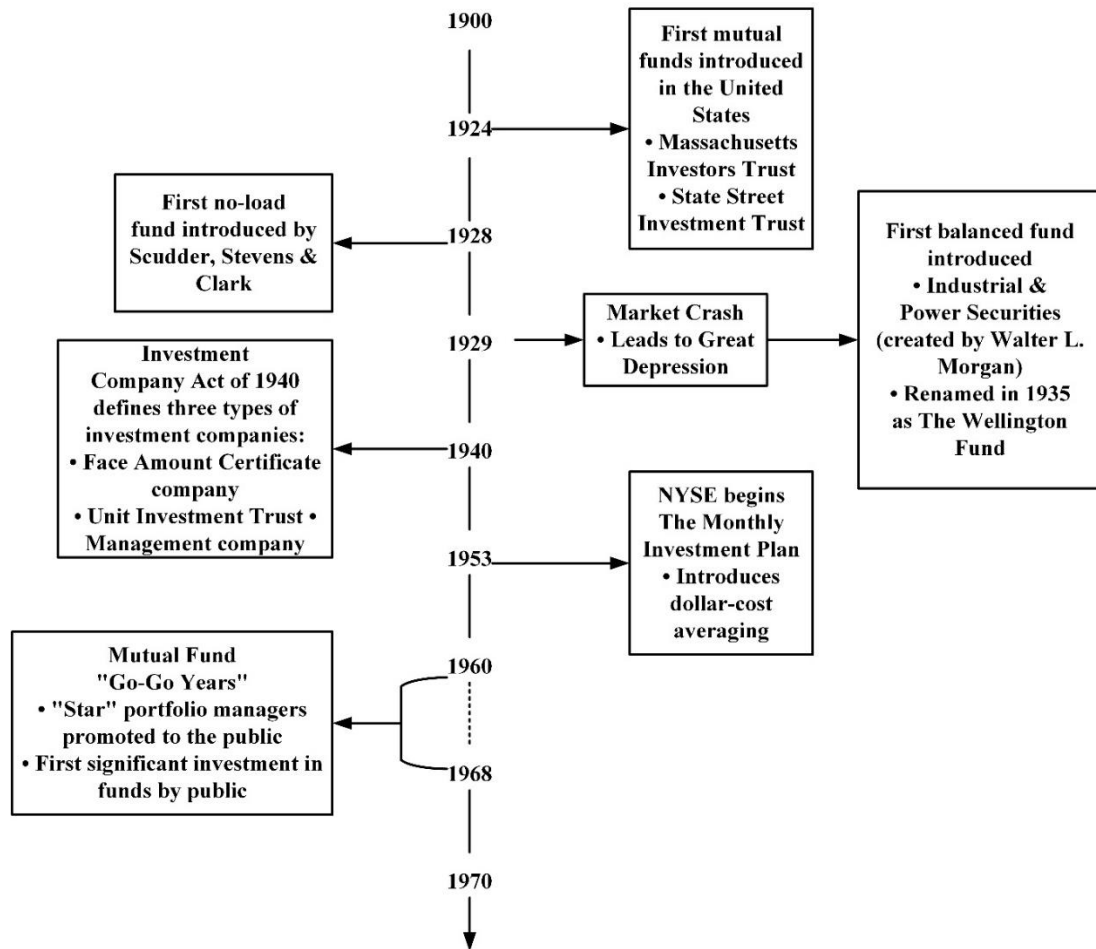 1900
First mutual
funds introduced
in the United
States
• Massachusetts
Investors Trust
• State Street
Investment Trust
1924
First no-load
fund introduced by
Scudder, Stevens &
Clark
1928
First balanced fund
introduced
• Industrial &
Power Securities
(created by Walter L.
Morgan)
• Renamed in 1935
as The Wellington
Fund
Market Crash
• Leads to Great
Depression
1929
Investment
Company Act of 1940
defines three types of
investment companies:
• Face Amount Certificate
company
• Unit Investment Trust •
Management company
1940
NYSE begins
The Monthly
Investment Plan
• Introduces
dollar-cost
averaging
1953
Mutual Fund
"Go-Go Years"
• "Star" portfolio managers
promoted to the public
• First significant investment in
funds by public
1960
1968
1970